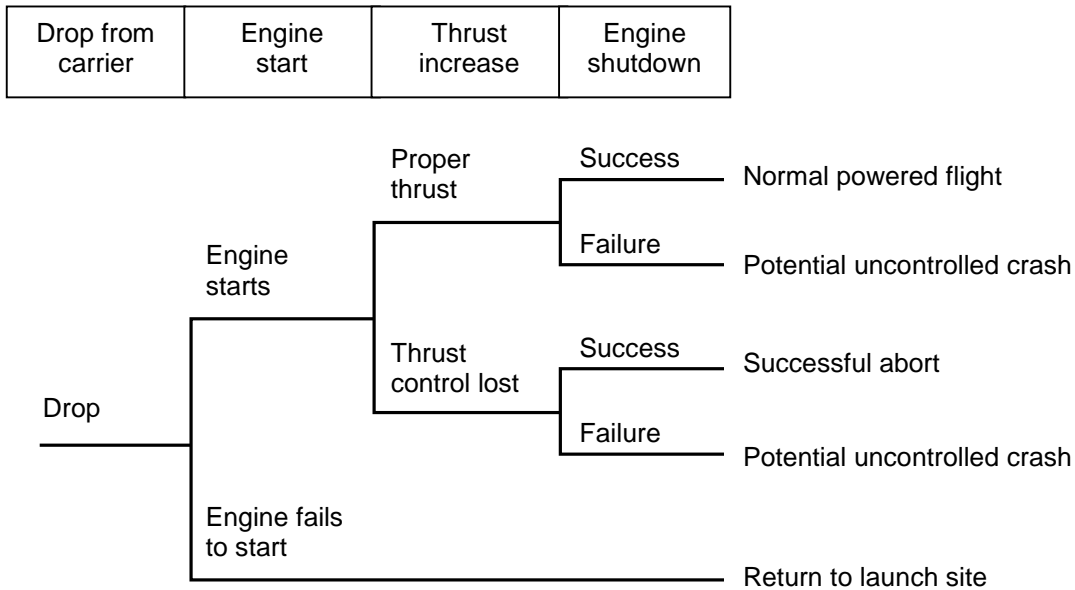 Drop from
carrier
Engine
start
Thrust
increase
Engine
shutdown
Proper
thrust
Success
Normal powered flight
Failure
Potential uncontrolled crash
Engine
starts
Thrust
control lost
Success
Successful abort
Failure
Potential uncontrolled crash
Drop
Engine fails
to start
Return to launch site